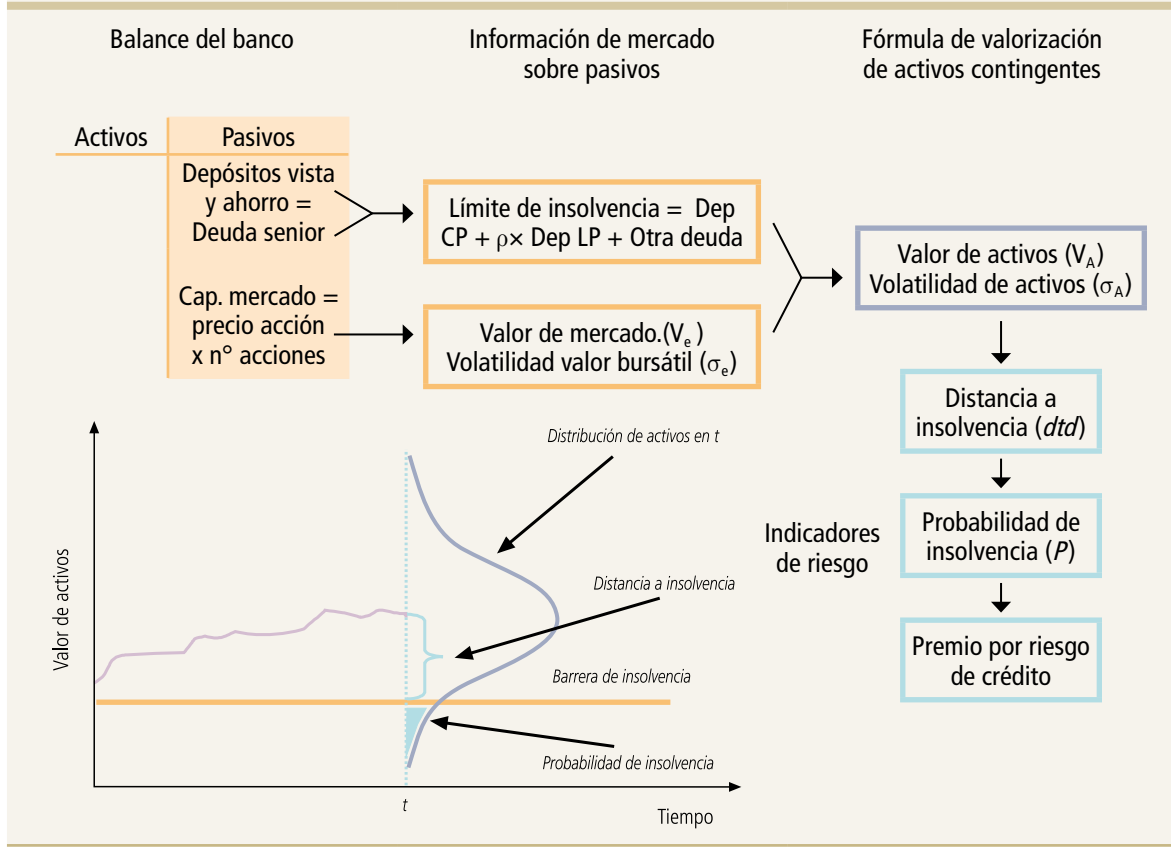 Balance del banco
Información de mercado
sobre pasivos
Fórmula de valorización
de activos contingentes
Activos
Pasivos
Depósitos vista
y ahorro =
Deuda senior
Cap. mercado =
precio acción
x n° acciones
Límite de insolvencia = Dep
CP + ρ× Dep LP + Otra deuda
Valor de mercado.(Vₑ)
Volatilidad valor bursátil (σₑ)
Valor de activos (V_A)
Volatilidad de activos (σ_A)
Distancia a
insolvencia (dtd)
Indicadores
de riesgo
Probabilidad de
insolvencia (P)
Premio por riesgo
de crédito
Valor de activos
Distribución de activos en t
Distancia a insolvencia
Barrera de insolvencia
Probabilidad de insolvencia
t
Tiempo